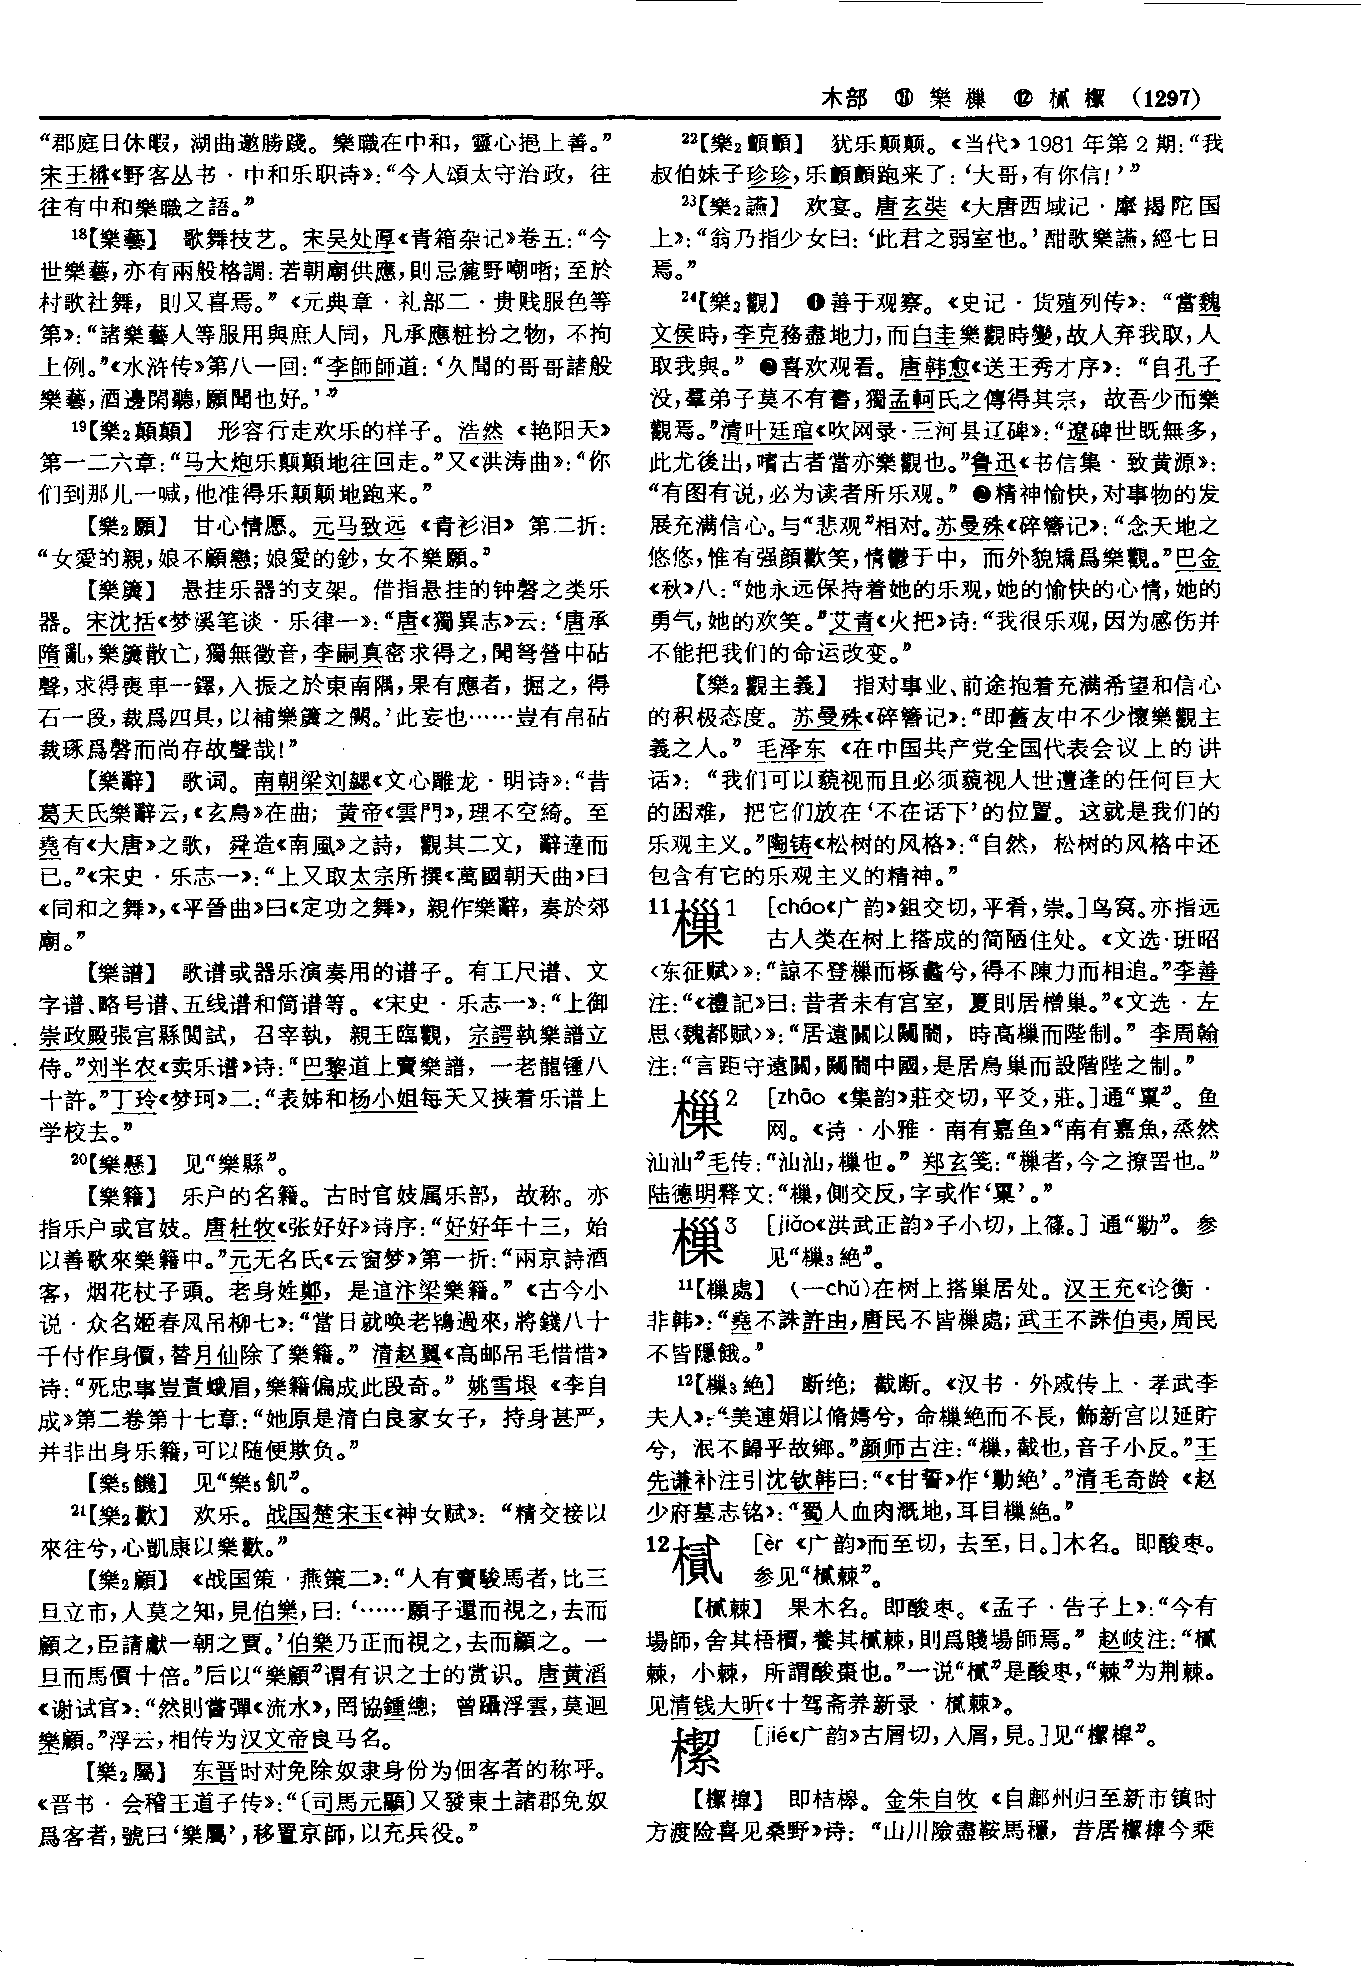 木部 ⑪ 樂 樔 ⑫ 樲 樏 (1297)
“郡庭日休暇，湖曲邀勝踐。樂職在中和，靈心挹上善。”
宋王楙《野客丛书·中和乐职诗》：“今人頌太守治政，往
往有中和樂職之語。”
¹⁸【樂藝】 歌舞技艺。宋吴处厚《青箱杂记》卷五：“今
世樂藝，亦有兩般格調：若朝廟供應，則忌麄野嘲哳；至於
村歌社舞，則又喜焉。”《元典章·礼部二·贵贱服色等
第》：“諸樂藝人等服用與庶人同，凡承應粧扮之物，不拘
上例。”《水浒传》第八一回：“李師師道：‘久聞的哥哥諸般
樂藝，酒邊閑聽，願聞也好。’”
¹⁹【樂₂顛顛】 形容行走欢乐的样子。浩然《艳阳天》
第一二六章：“马大炮乐颠颠地往回走。”又《洪涛曲》：“你
们到那儿一喊，他准得乐颠颠地跑来。”
【樂₂願】 甘心情愿。元马致远《青衫泪》第二折：
“女愛的親，娘不顧戀；娘愛的鈔，女不樂願。”
【樂簴】 悬挂乐器的支架。借指悬挂的钟磬之类乐
器。宋沈括《梦溪笔谈·乐律一》：“唐《獨異志》云：‘唐承
隋亂，樂簴散亡，獨無徵音，李嗣真密求得之，聞弩營中砧
聲，求得喪車一鐸，入振之於東南隅，果有應者，掘之，得
石一段，裁爲四具，以補樂簴之闕。’此妄也……豈有帛砧
裁琢爲磬而尚存故聲哉！”
【樂辭】 歌词。南朝梁刘勰《文心雕龙·明诗》：“昔
葛天氏樂辭云，《玄鳥》在曲；黄帝《雲門》，理不空綺。至
堯有《大唐》之歌，舜造《南風》之詩，觀其二文，辭達而
已。”《宋史·乐志一》：“上又取太宗所撰《萬國朝天曲》曰
《同和之舞》，《平晉曲》曰《定功之舞》，親作樂辭，奏於郊
廟。”
【樂譜】 歌谱或器乐演奏用的谱子。有工尺谱、文
字谱、略号谱、五线谱和简谱等。《宋史·乐志一》：“上御
崇政殿張宫縣閲試，召宰執，親王臨觀，宗諤執樂譜立
侍。”刘半农《卖乐谱》诗：“巴黎道上賣樂譜，一老龍锺八
十許。”丁玲《梦珂》二：“表姊和杨小姐每天又挟着乐谱上
学校去。”
²⁰【樂懸】 见“樂縣”。
【樂籍】 乐户的名籍。古时官妓属乐部，故称。亦
指乐户或官妓。唐杜牧《张好好》诗序：“好好年十三，始
以善歌來樂籍中。”元无名氏《云窗梦》第一折：“兩京詩酒
客，烟花杖子頭。老身姓鄭，是這汴梁樂籍。”《古今小
说·众名姬春风吊柳七》：“當日就唤老鴇過來，將錢八十
千付作身價，替月仙除了樂籍。”清赵翼《高邮吊毛惜惜》
诗：“死忠事豈責蛾眉，樂籍偏成此段奇。”姚雪垠《李自
成》第二卷第十七章：“她原是清白良家女子，持身甚严，
并非出身乐籍，可以随便欺负。”
【樂₅饑】 见“樂₅飢”。
²¹【樂₂歡】 欢乐。战国楚宋玉《神女赋》：“精交接以
來往兮，心凱康以樂歡。”
【樂₂顧】 《战国策·燕策二》：“人有賣駿馬者，比三
旦立市，人莫之知，見伯樂，曰：‘……願子還而視之，去而
顧之，臣請獻一朝之賈。’伯樂乃正而視之，去而顧之。一
旦而馬價十倍。”后以“樂顧”谓有识之士的赏识。唐黄滔
《谢试官》：“然則嘗彈《流水》，罔協鍾總；曾躡浮雲，莫迴
樂顧。”浮云，相传为汉文帝良马名。
【樂₂屬】 东晋时对免除奴隶身份为佃客者的称呼。
《晋书·会稽王道子传》：“〔司馬元顯〕又發東土諸郡免奴
爲客者，號曰‘樂屬’，移置京師，以充兵役。”
²²【樂₂顫顫】 犹乐颠颠。《当代》1981年第2期：“我
叔伯妹子珍珍，乐顫顫跑来了：‘大哥，有你信！’”
²³【樂₂讌】 欢宴。唐玄奘《大唐西域记·摩揭陀国
上》：“翁乃指少女曰：‘此君之弱室也。’酣歌樂讌，經七日
焉。”
²⁴【樂₂觀】 ❶善于观察。《史记·货殖列传》：“當魏
文侯時，李克務盡地力，而白圭樂觀時變，故人弃我取，人
取我與。” ❷喜欢观看。唐韩愈《送王秀才序》：“自孔子
没，羣弟子莫不有書，獨孟軻氏之傳得其宗，故吾少而樂
觀焉。”清叶廷琯《吹网录·三河县辽碑》：“遼碑世既無多，
此尤後出，嗜古者當亦樂觀也。”鲁迅《书信集·致黄源》：
“有图有说，必为读者所乐观。” ❸精神愉快，对事物的发
展充满信心。与“悲观”相对。苏曼殊《碎簪记》：“念天地之
悠悠，惟有强顔歡笑，情鬱于中，而外貌矯爲樂觀。”巴金
《秋》八：“她永远保持着她的乐观，她的愉快的心情，她的
勇气，她的欢笑。”艾青《火把》诗：“我很乐观，因为感伤并
不能把我们的命运改变。”
【樂₂觀主義】 指对事业、前途抱着充满希望和信心
的积极态度。苏曼殊《碎簪记》：“即舊友中不少懷樂觀主
義之人。”毛泽东《在中国共产党全国代表会议上的讲
话》：“我们可以藐视而且必须藐视人世遭逢的任何巨大
的困难，把它们放在‘不在话下’的位置。这就是我们的
乐观主义。”陶铸《松树的风格》：“自然，松树的风格中还
包含有它的乐观主义的精神。”
11樔1 [cháo《广韵》鉏交切，平肴，崇。]鸟窝。亦指远
古人类在树上搭成的简陋住处。《文选·班昭
〈东征赋〉》：“諒不登樔而椓蠡兮，得不陳力而相追。”李善
注：“《禮記》曰：昔者未有宫室，夏則居橧巢。”《文选·左
思〈魏都赋〉》：“居遠關以闚闞，時高樔而陛制。”李周翰
注：“言距守遠關，闚闞中國，是居鳥巢而設階陛之制。”
樔2 [zhāo 《集韵》莊交切，平爻，莊。]通“罺”。鱼
网。《诗·小雅·南有嘉鱼》“南有嘉魚，烝然
汕汕”毛传：“汕汕，樔也。”郑玄笺：“樔者，今之撩罟也。”
陆德明释文：“樔，側交反，字或作‘罺’。”
樔3 [jiǎo《洪武正韵》子小切，上篠。] 通“勦”。参
见“樔₃絶”。
¹¹【樔處】 (—chǔ)在树上搭巢居处。汉王充《论衡·
非韩》：“堯不誅許由，唐民不皆樔處；武王不誅伯夷，周民
不皆隱餓。”
¹²【樔₃絶】 断绝；截断。《汉书·外戚传上·孝武李
夫人》：“美連娟以脩嫮兮，命樔絶而不長，飾新宫以延貯
兮，泯不歸乎故鄉。”颜师古注：“樔，截也，音子小反。”王
先谦补注引沈钦韩曰：“《甘誓》作‘勦絶’。”清毛奇龄《赵
少府墓志铭》：“蜀人血肉溉地，耳目樔絶。”
12樲 [èr 《广韵》而至切，去至，日。]木名。即酸枣。
参见“樲棘”。
【樲棘】 果木名。即酸枣。《孟子·告子上》：“今有
場師，舍其梧檟，養其樲棘，則爲賤場師焉。”赵岐注：“樲
棘，小棘，所謂酸棗也。”一说“樲”是酸枣，“棘”为荆棘。
见清钱大昕《十驾斋养新录·樲棘》。
㮮 [jié《广韵》古屑切，入屑，見。]见“㮮槔”。
【㮮槔】 即桔槔。金朱自牧《自鄜州归至新市镇时
方渡险喜见桑野》诗：“山川險盡鞍馬穩，昔居㮮槔今乘